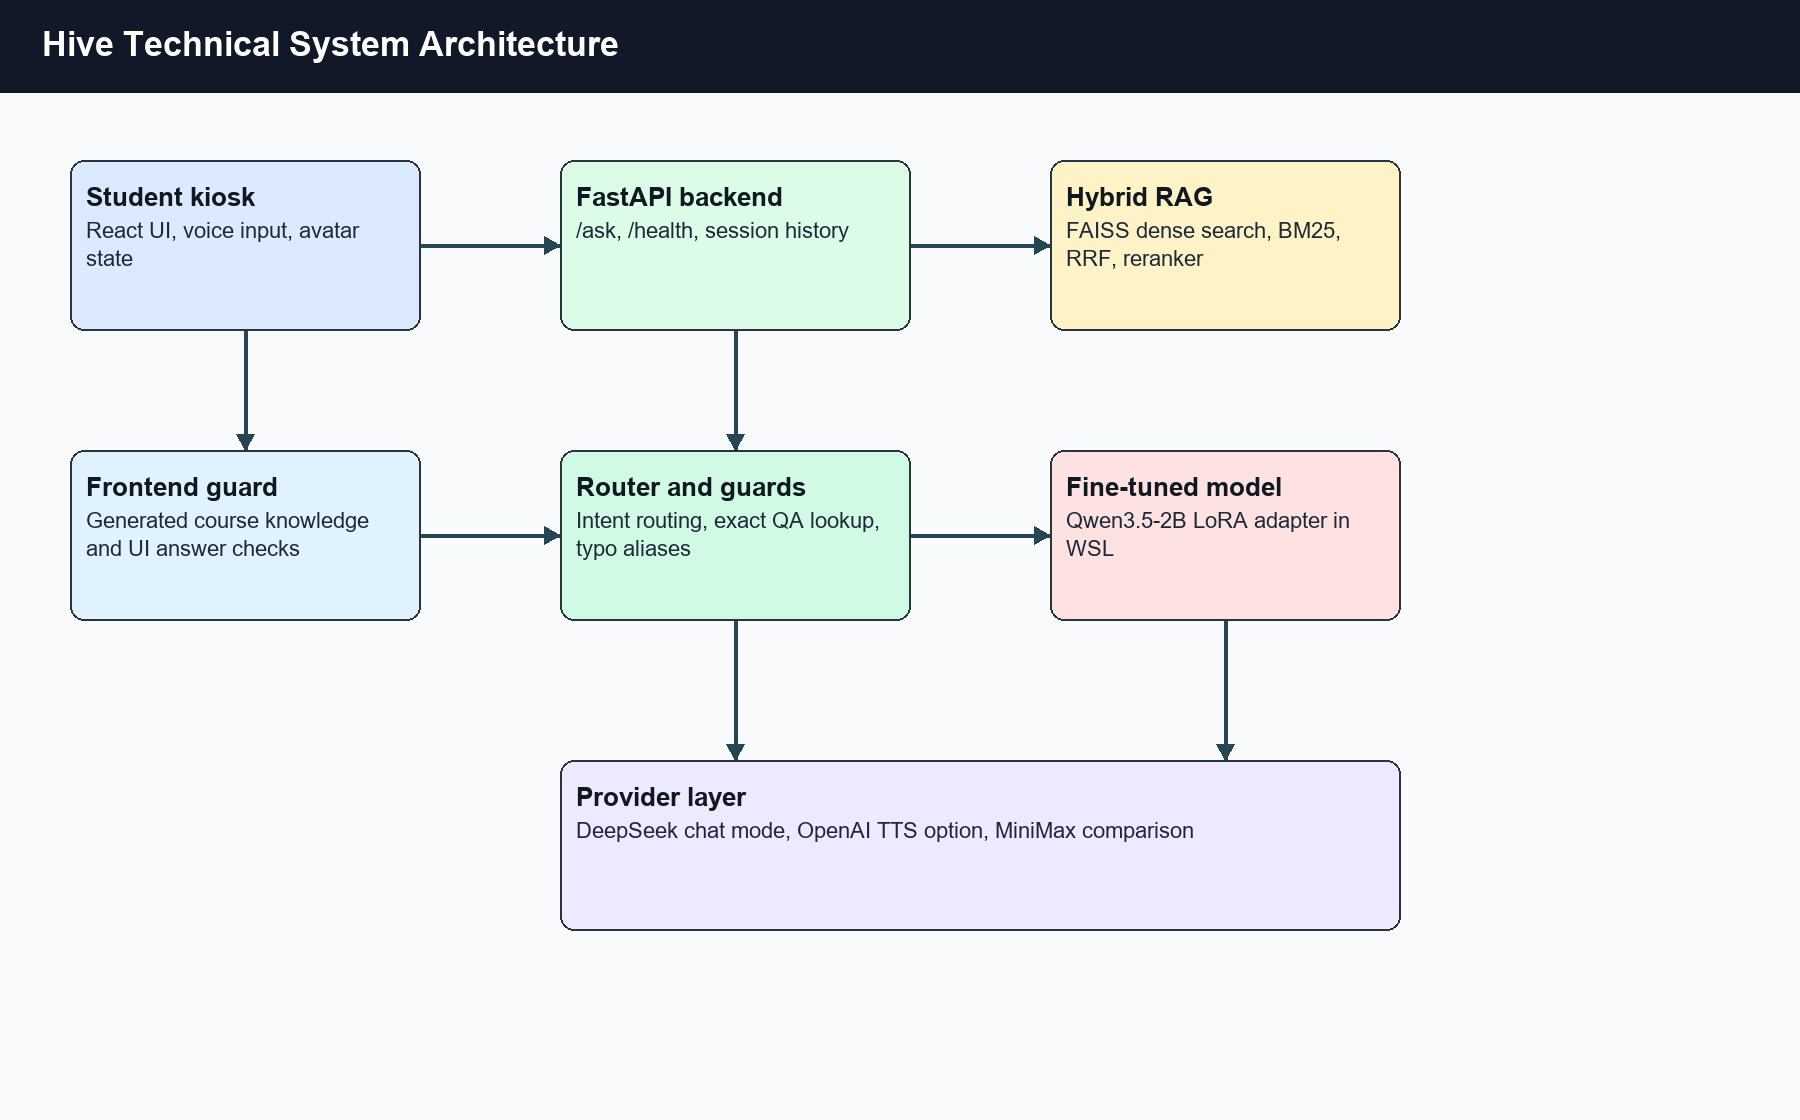 Hive Technical System Architecture
Student kiosk
React UI, voice input, avatar
state
FastAPI backend
/ask, /health, session history
Hybrid RAG
FAISS dense search, BM25,
RRF, reranker
Frontend guard
Generated course knowledge
and UI answer checks
Router and guards
Intent routing, exact QA lookup,
typo aliases
Fine-tuned model
Qwen3.5-2B LoRA adapter in
WSL
Provider layer
DeepSeek chat mode, OpenAI TTS option, MiniMax comparison